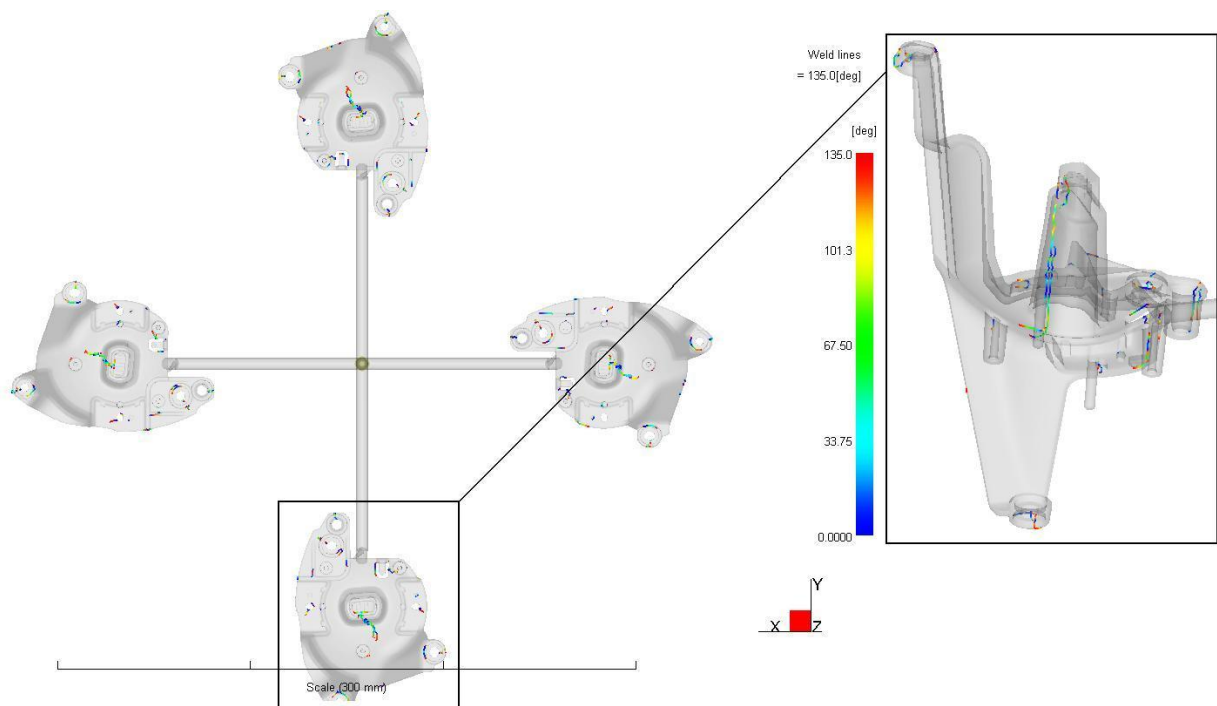 Weld lines
= 135.0[deg]
[deg]
135.0
101.3
67.50
33.75
0.0000
Y
X
Z
Scale (300 mm)